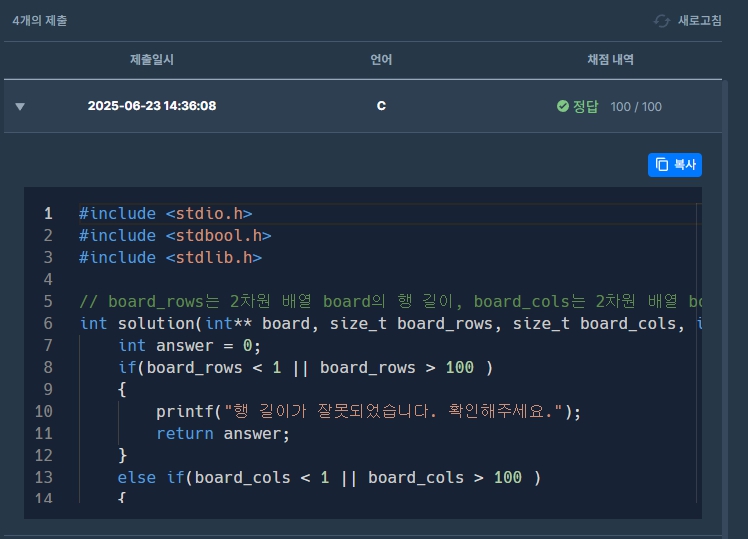 4개의 제출 새로고침
제출일시 언어 채점 내역
▼ 2025-06-23 14:36:08 C 정답 100 / 100
복사
1 #include <stdio.h>
2 #include <stdbool.h>
3 #include <stdlib.h>
4
5 // board_rows는 2차원 배열 board의 행 길이, board_cols는 2차원 배열 bo
6 int solution(int** board, size_t board_rows, size_t board_cols, i
7 int answer = 0;
8 if(board_rows < 1 || board_rows > 100 )
9 {
10 printf("행 길이가 잘못되었습니다. 확인해주세요.");
11 return answer;
12 }
13 else if(board_cols < 1 || board_cols > 100 )
14 {